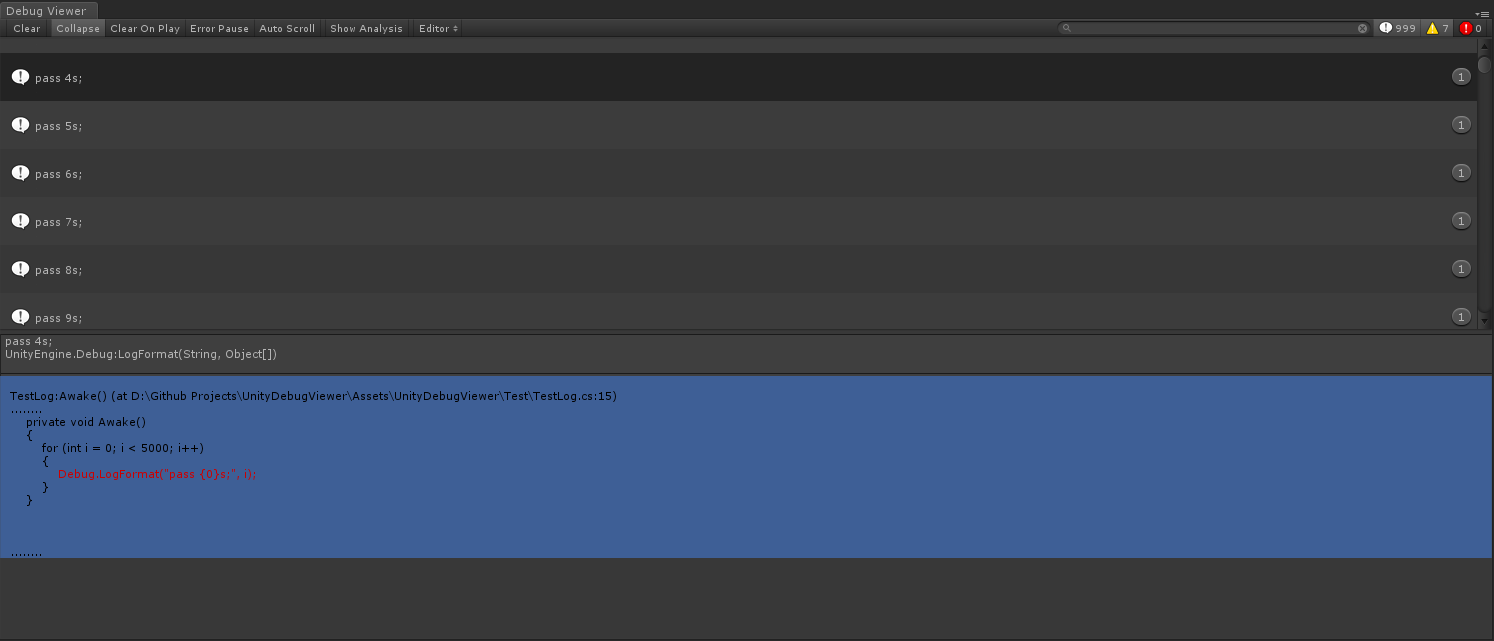 Debug Viewer
Clear Collapse Clear On Play Error Pause Auto Scroll Show Analysis Editor 999 7 0
pass 4s; 1
pass 5s; 1
pass 6s; 1
pass 7s; 1
pass 8s; 1
pass 9s; 1
pass 4s;
UnityEngine.Debug:LogFormat(String, Object[])
TestLog:Awake() (at D:\Github Projects\UnityDebugViewer\Assets\UnityDebugViewer\Test\TestLog.cs:15)
........
private void Awake()
{
for (int i = 0; i < 5000; i++)
{
Debug.LogFormat("pass {0}s;", i);
}
}
........